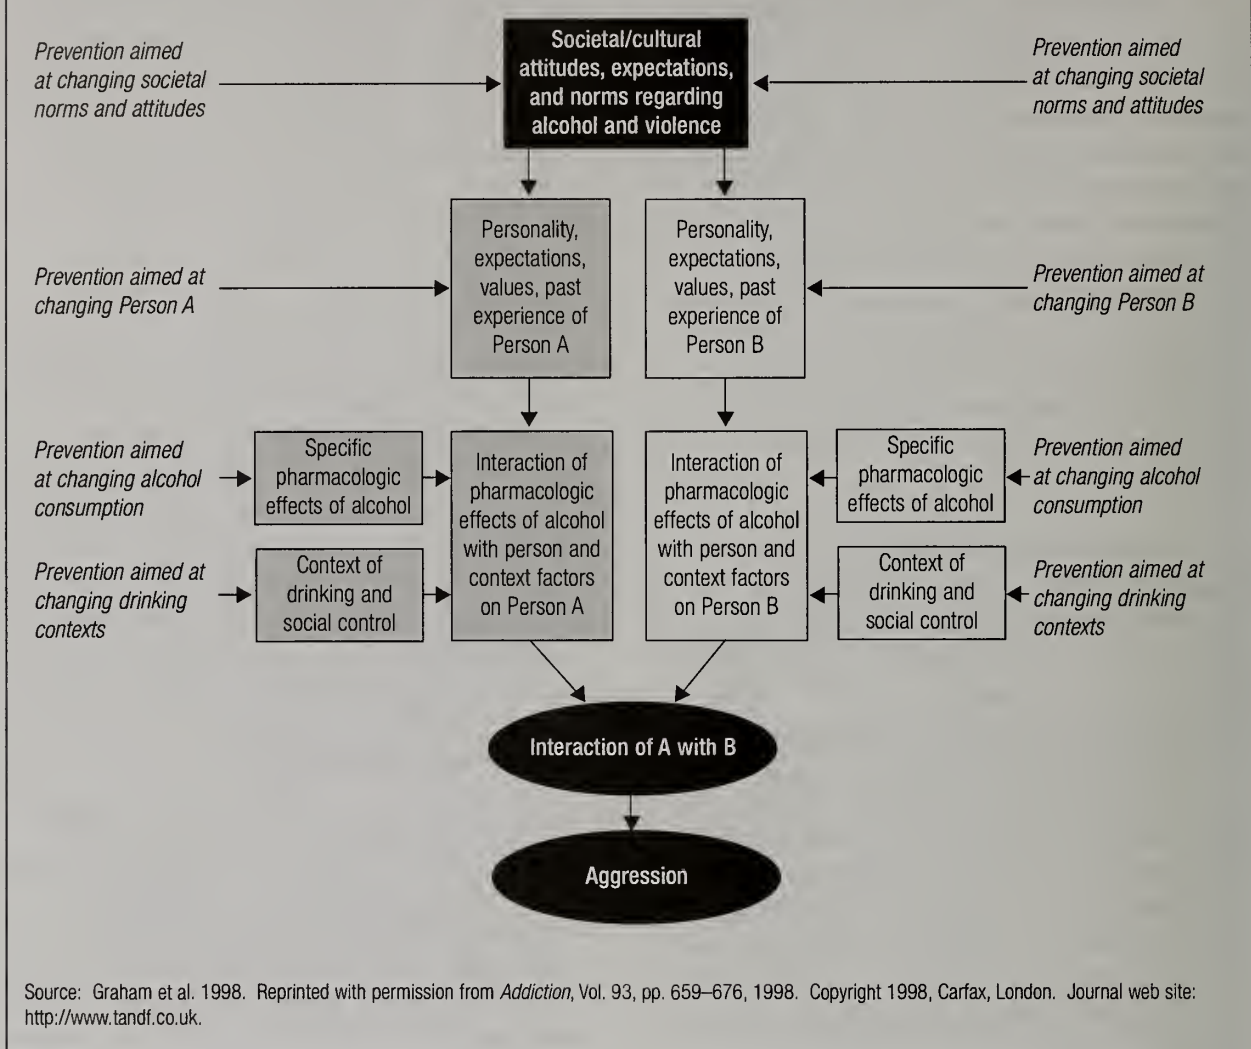 Prevention aimed
at changing societal
norms and attitudes
Societal/cultural
attitudes, expectations,
and norms regarding
alcohol and violence
Prevention aimed
at changing societal
norms and attitudes
Prevention aimed at
changing Person A
Personality,
expectations,
values, past
experience of
Person A
Personality,
expectations,
values, past
experience of
Person B
Prevention aimed at
changing Person B
Prevention aimed
at changing alcohol
consumption
Specific
pharmacologic
effects of alcohol
Interaction of
pharmacologic
effects of alcohol
with person and
context factors
on Person A
Interaction of
pharmacologic
effects of alcohol
with person and
context factors
on Person B
Specific
pharmacologic
effects of alcohol
Prevention aimed
at changing alcohol
consumption
Prevention aimed at
changing drinking
contexts
Context of
drinking and
social control
Context of
drinking and
social control
Prevention aimed at
changing drinking
contexts
Interaction of A with B
Aggression
Source: Graham et al. 1998. Reprinted with permission from Addiction, Vol. 93, pp. 659–676, 1998. Copyright 1998, Carfax, London. Journal web site:
http://www.tandf.co.uk.